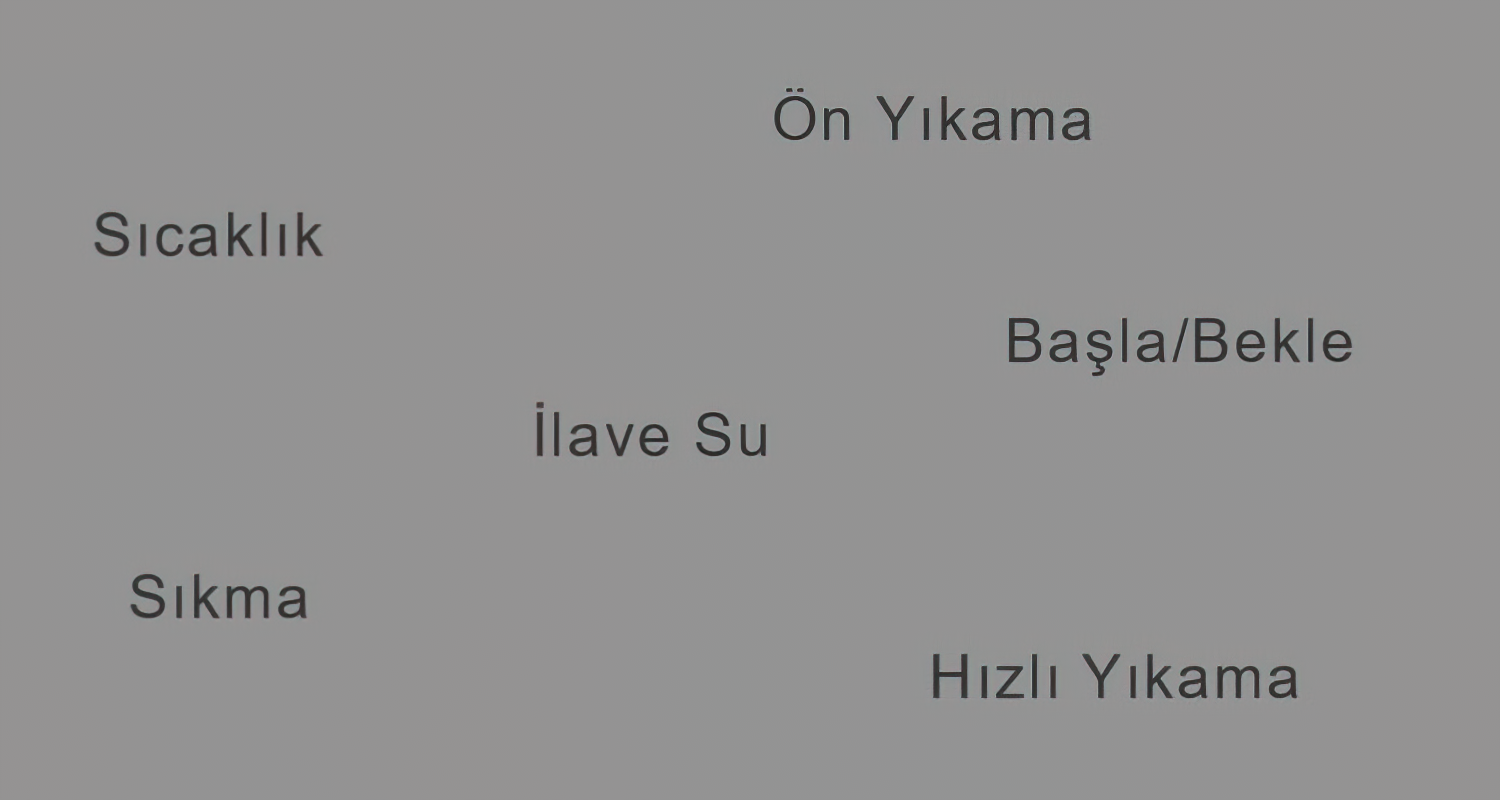 Ön Yıkama
Sıcaklık
Başla/Bekle
İlave Su
Sıkma
Hızlı Yıkama